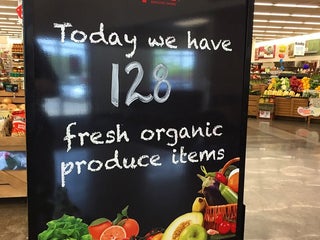 Today we have
128
fresh organic
produce items